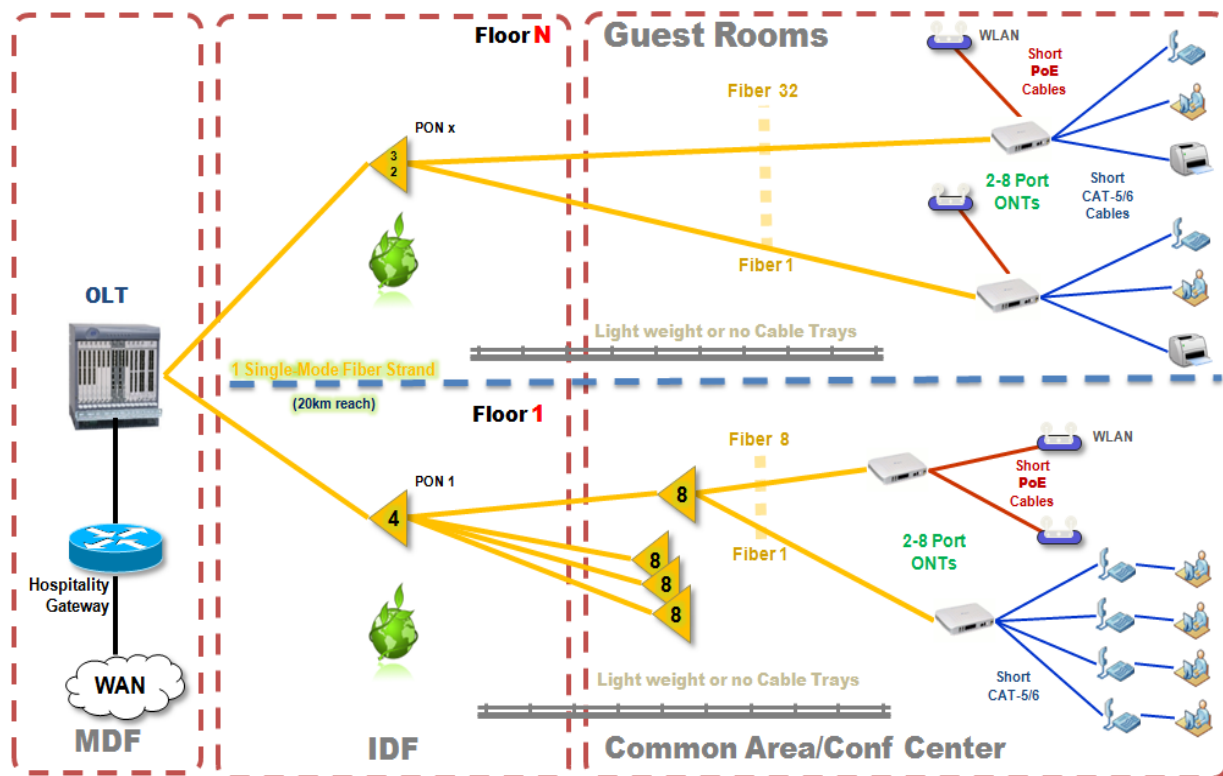 Floor N
Guest Rooms
WLAN
Short
PoE
Cables
Fiber 32
PON x
3
2
2-8 Port
ONTs
Short
CAT-5/6
Cables
Fiber 1
OLT
Light weight or no Cable Trays
1 Single-Mode Fiber Strand
(20km reach)
Floor 1
Fiber 8
WLAN
Short
PoE
Cables
PON 1
4
8
8
8
8
Fiber 1
2-8 Port
ONTs
Hospitality
Gateway
WAN
Light weight or no Cable Trays
Short
CAT-5/6
MDF
IDF
Common Area/Conf Center